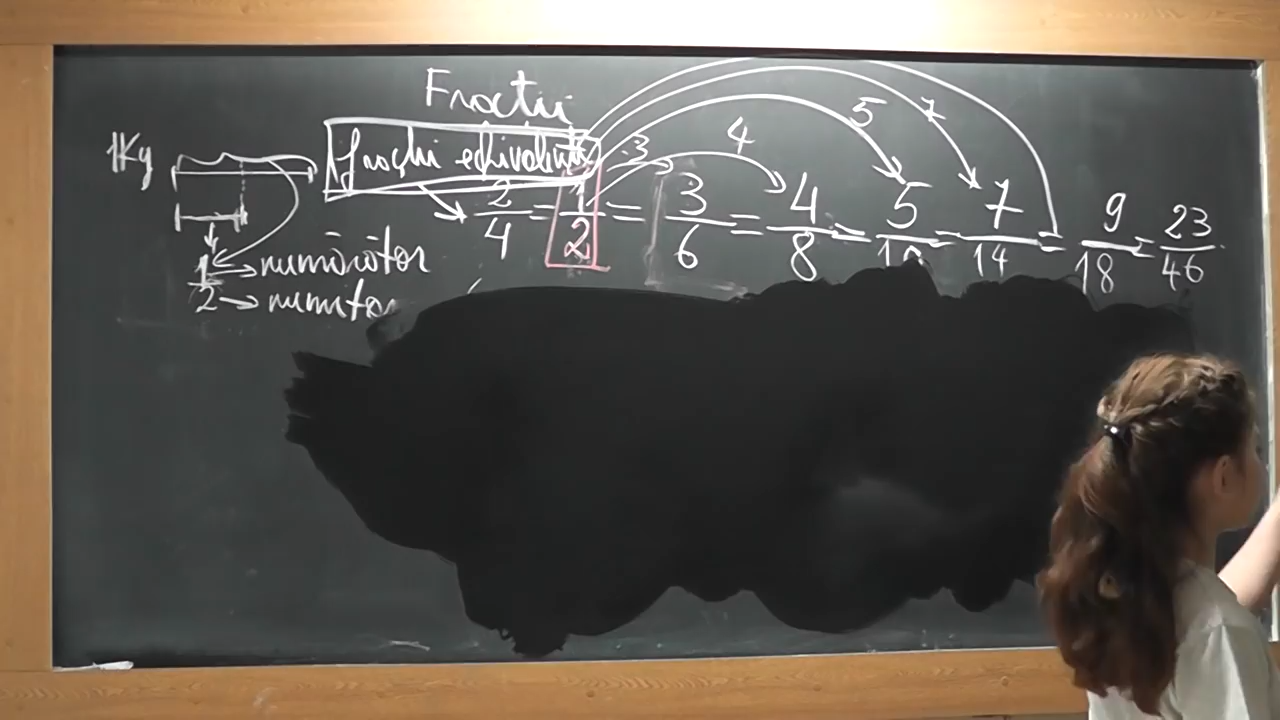 Fracții
fracții echivalente
1Kg
3 4 5 7
2/4 = 1/2 = 3/6 = 4/8 = 5/10 = 7/14 = 9/18 = 23/46
1 → numărător
2 → numitor